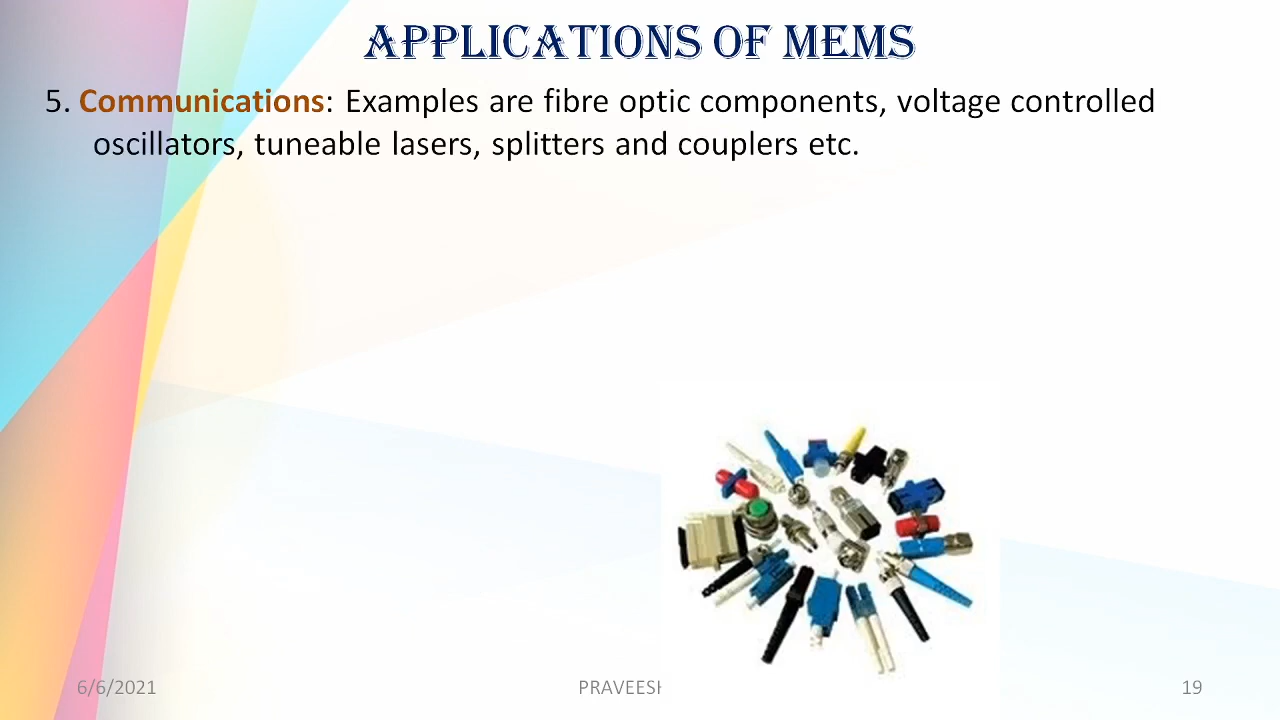 APPLICATIONS OF MEMS
5. Communications: Examples are fibre optic components, voltage controlled
oscillators, tuneable lasers, splitters and couplers etc.
6/6/2021
19